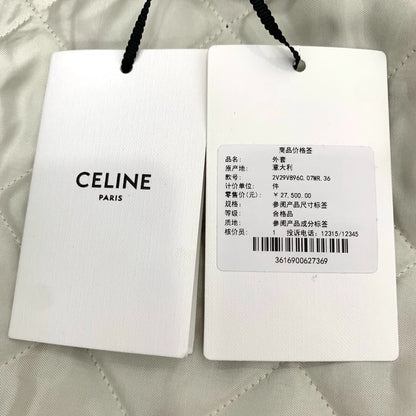 CELINE
PARIS
商品价格签
品名: 外套
原产地: 意大利
款号: 2V29V896G.07WR.36
计价单位: 件
零售价(元): ￥27,500.00
规格: 参阅产品尺寸标签
等级: 合格品
质地: 参阅产品成分标签
核价员: 1 投诉电话: 12315/12345
3616900627369